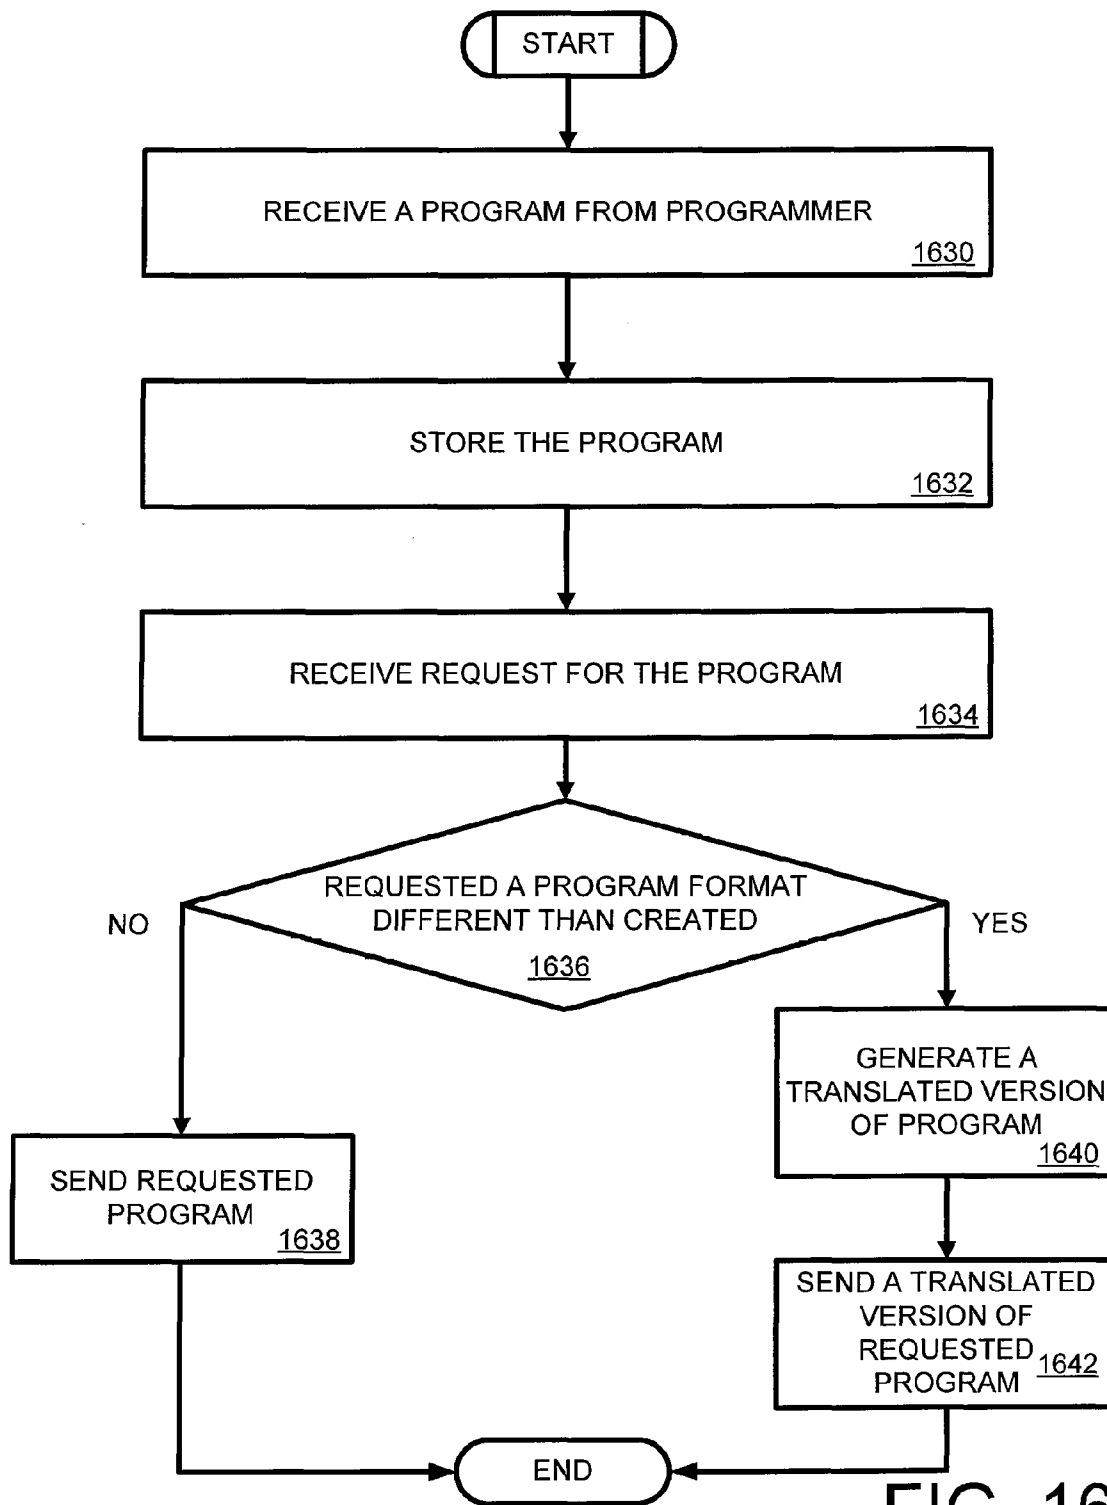 START
RECEIVE A PROGRAM FROM PROGRAMMER
1630
STORE THE PROGRAM
1632
RECEIVE REQUEST FOR THE PROGRAM
1634
REQUESTED A PROGRAM FORMAT
DIFFERENT THAN CREATED
1636
NO
YES
GENERATE A
TRANSLATED VERSION
OF PROGRAM
1640
SEND REQUESTED
PROGRAM
1638
SEND A TRANSLATED
VERSION OF
REQUESTED
PROGRAM
1642
END
FIG. 16